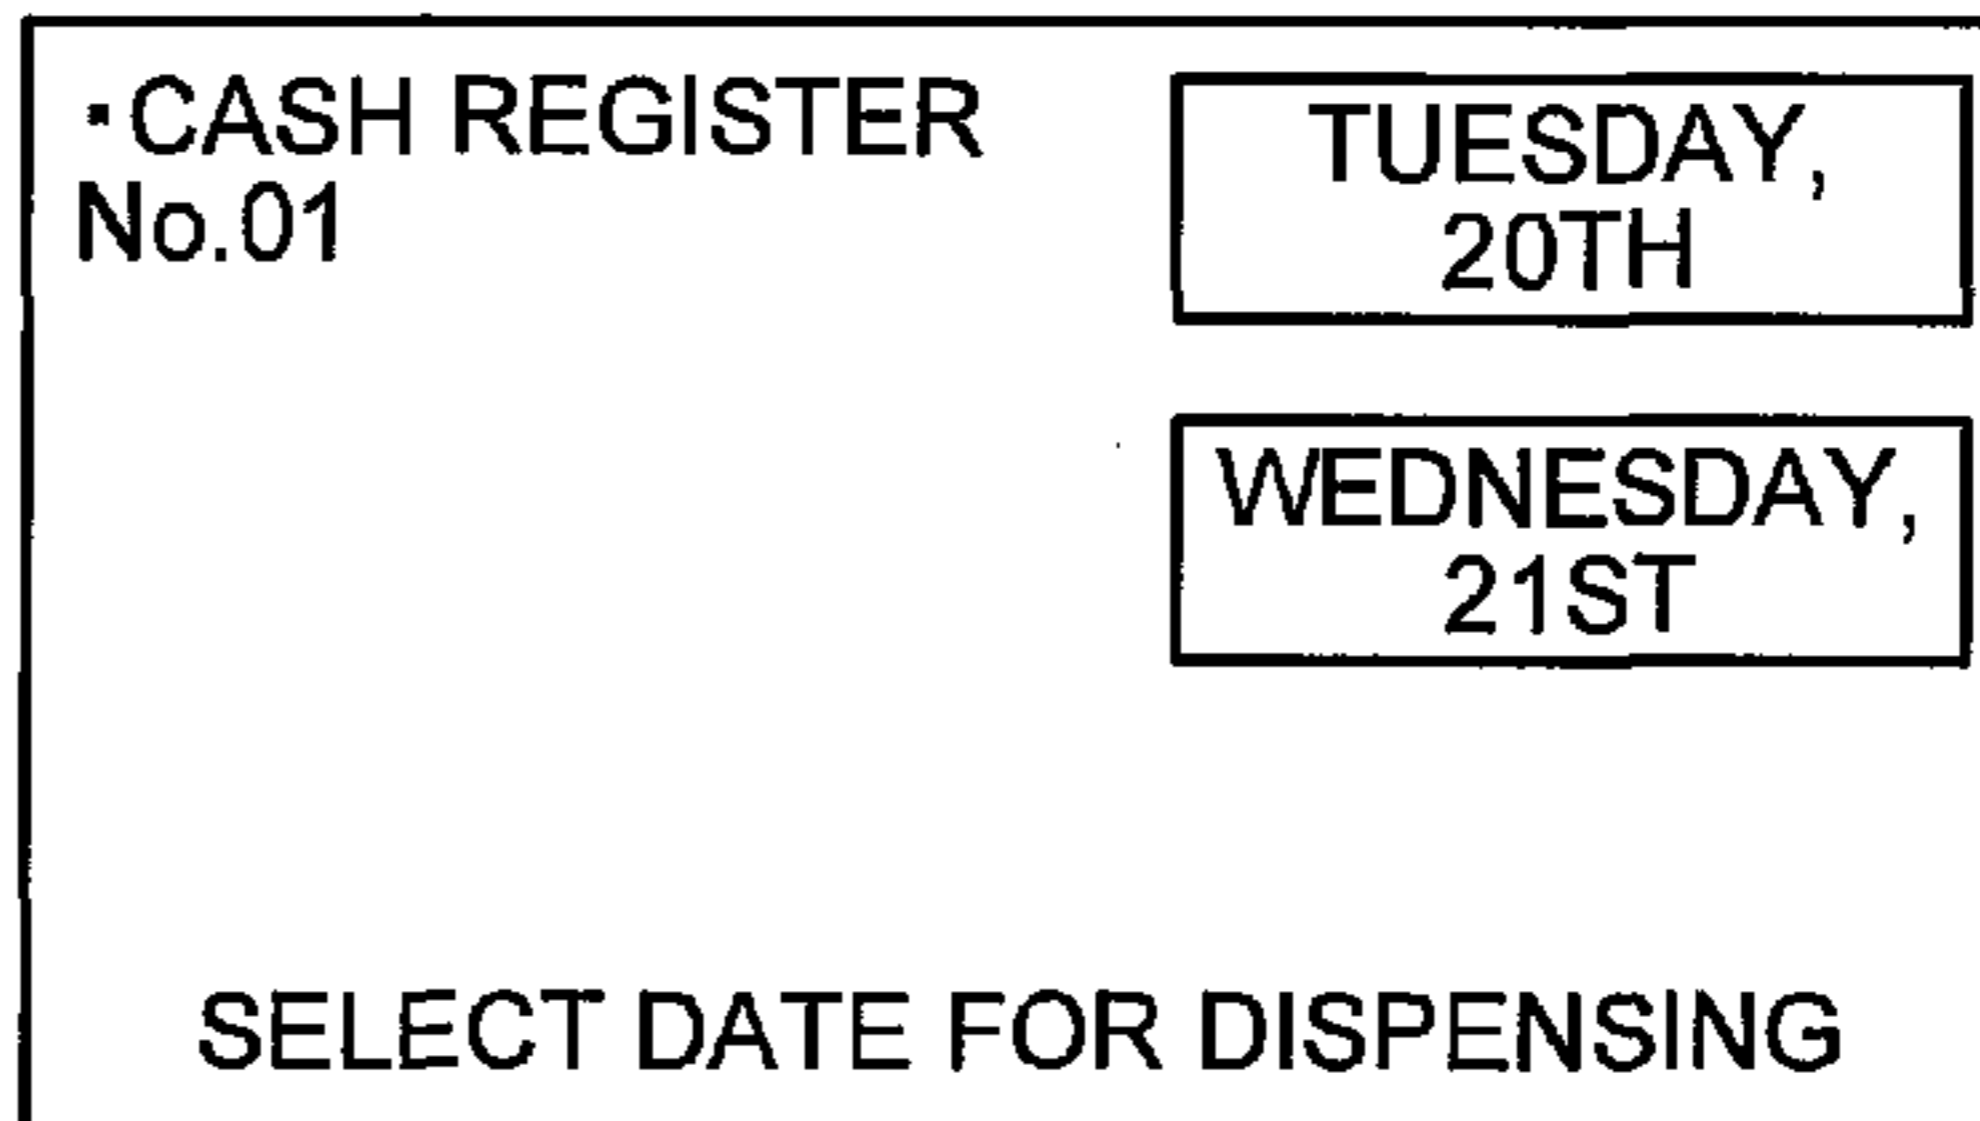 ▪CASH REGISTER
No.01
TUESDAY,
20TH
WEDNESDAY,
21ST
SELECT DATE FOR DISPENSING